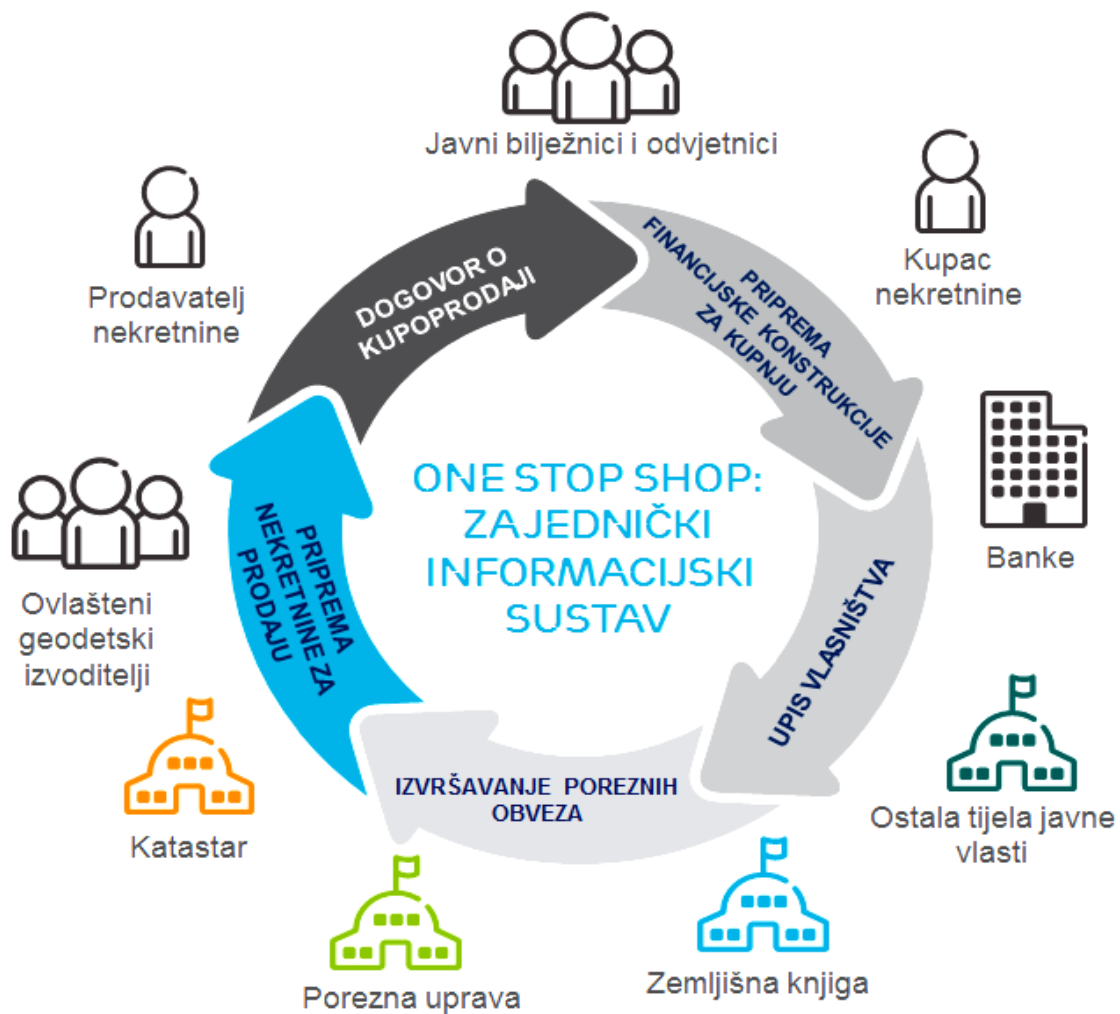 Javni bilježnici i odvjetnici
Kupac
nekretnine
Prodavatelj
nekretnine
DOGOVOR O
KUPOPRODAJI
PRIPREMA
FINANCIJSKE KONSTRUKCIJE
ZA KUPNJU
Banke
ONE STOP SHOP:
ZAJEDNIČKI
INFORMACIJSKI
SUSTAV
Ovlašteni
geodetski
izvoditelji
PRIPREMA
NEKRETNINE ZA
PRODAJU
UPIS VLASNIŠTVA
IZVRŠAVANJE POREZNIH
OBVEZA
Ostala tijela javne
vlasti
Katastar
Zemljišna knjiga
Porezna uprava